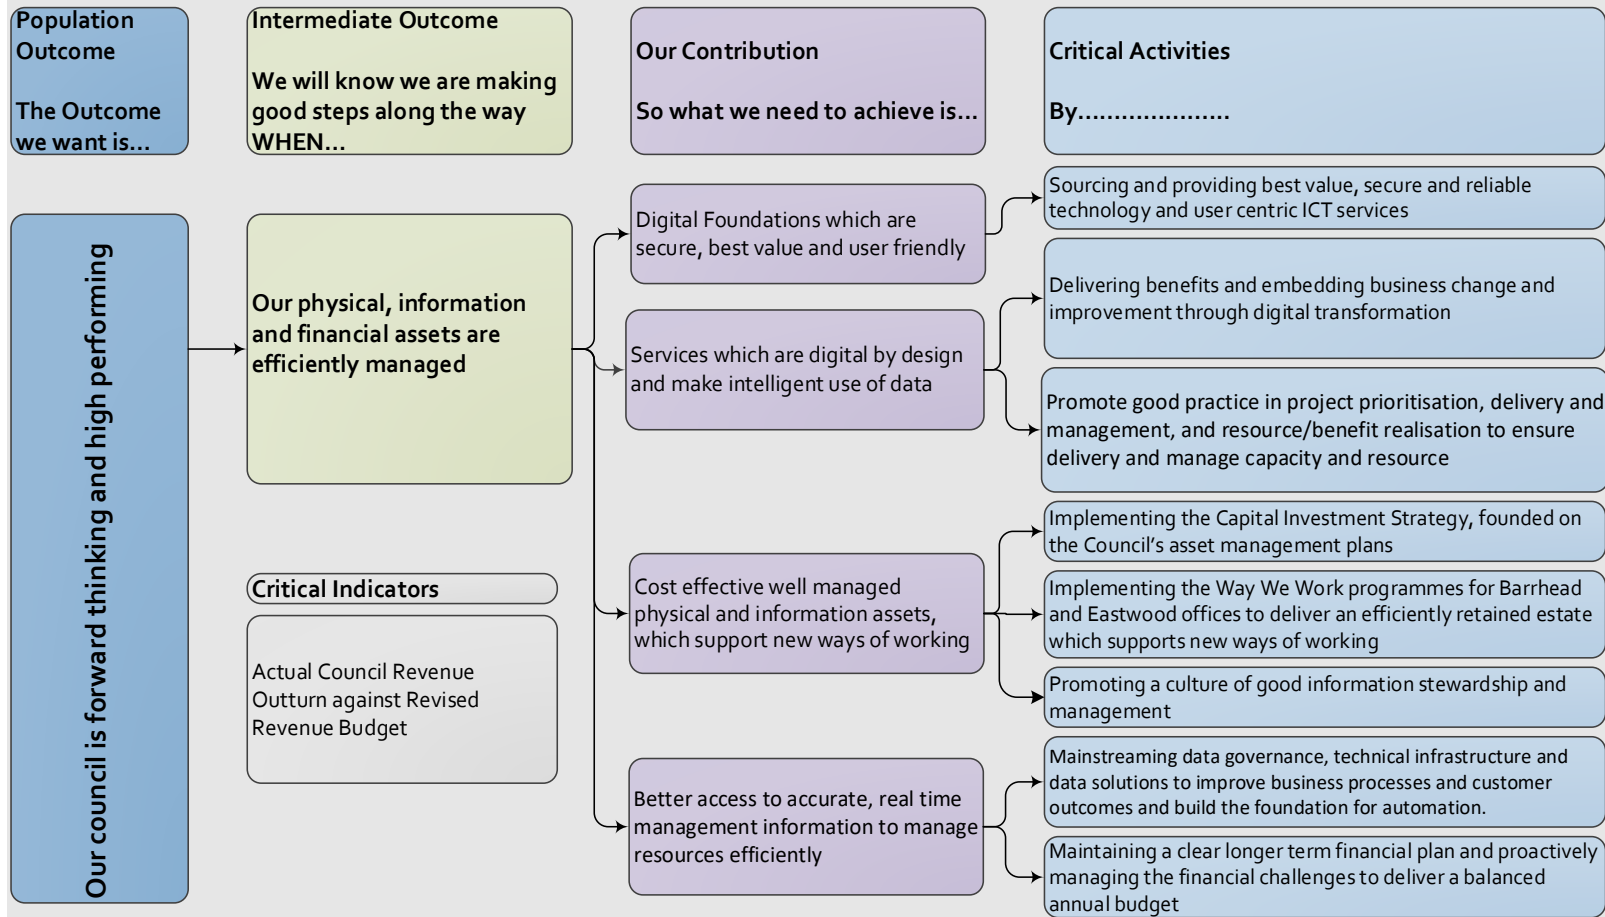 Population
Outcome
The Outcome
we want is...
Intermediate Outcome
We will know we are making
good steps along the way
WHEN...
Our Contribution
So what we need to achieve is...
Critical Activities
By.....................
Our council is forward thinking and high performing
Our physical, information
and financial assets are
efficiently managed
Critical Indicators
Actual Council Revenue
Outturn against Revised
Revenue Budget
Digital Foundations which are
secure, best value and user friendly
Services which are digital by design
and make intelligent use of data
Cost effective well managed
physical and information assets,
which support new ways of working
Better access to accurate, real time
management information to manage
resources efficiently
Sourcing and providing best value, secure and reliable
technology and user centric ICT services
Delivering benefits and embedding business change and
improvement through digital transformation
Promote good practice in project prioritisation, delivery and
management, and resource/benefit realisation to ensure
delivery and manage capacity and resource
Implementing the Capital Investment Strategy, founded on
the Council's asset management plans
Implementing the Way We Work programmes for Barrhead
and Eastwood offices to deliver an efficiently retained estate
which supports new ways of working
Promoting a culture of good information stewardship and
management
Mainstreaming data governance, technical infrastructure and
data solutions to improve business processes and customer
outcomes and build the foundation for automation.
Maintaining a clear longer term financial plan and proactively
managing the financial challenges to deliver a balanced
annual budget